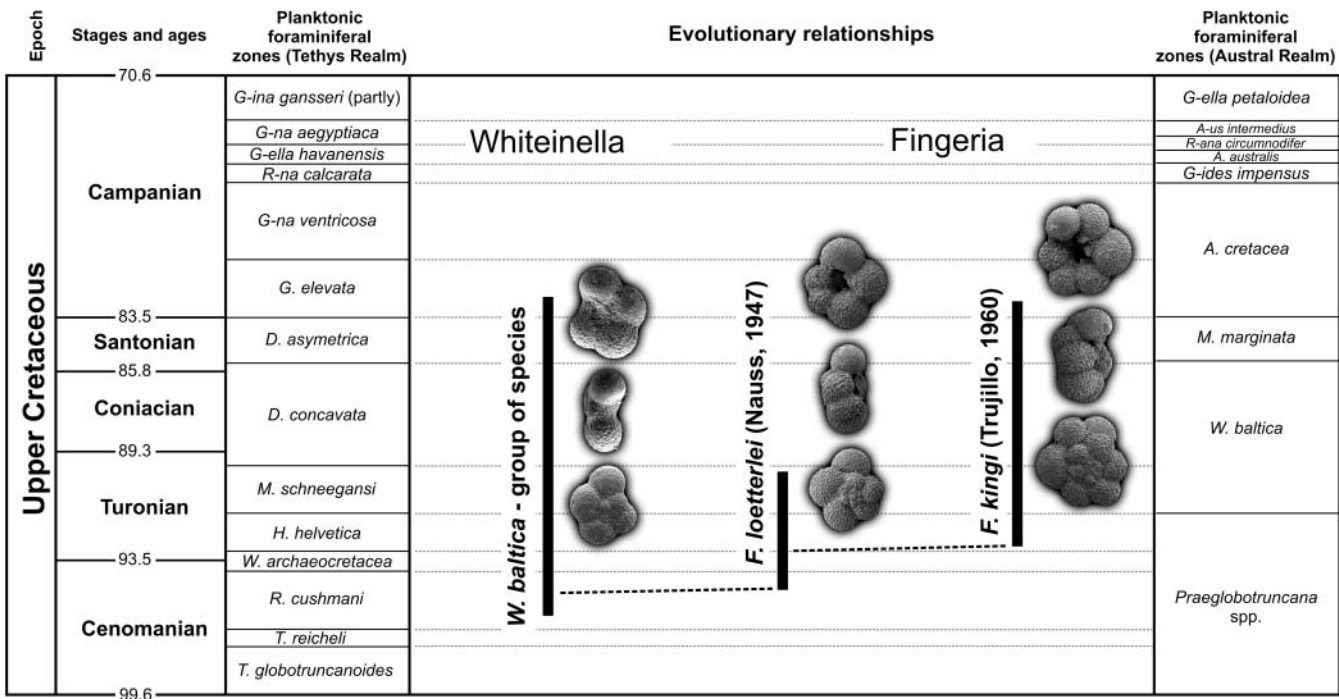 Epoch
Stages and ages
Planktonic
foraminiferal
zones (Tethys Realm)
Evolutionary relationships
Planktonic
foraminiferal
zones (Austral Realm)
Upper Cretaceous
70.6
Campanian
83.5
Santonian
85.8
Coniacian
89.3
Turonian
93.5
Cenomanian
99.6
G-ina gansseri (partly)
G-na aegyptiaca
G-ella havanensis
R-na calcarata
G-na ventricosa
G. elevata
D. asymetrica
D. concavata
M. schneegansi
H. helvetica
W. archaeocretacea
R. cushmani
T. reicheli
T. globotruncanoides
Whiteinella
Fingeria
W. baltica - group of species
F. loetterlei (Nauss, 1947)
F. kingi (Trujillo, 1960)
G-ella petaloidea
A-us intermedius
R-ana circumnodifer
A. australis
G-ides impensus
A. cretacea
M. marginata
W. baltica
Praeglobotruncana
spp.